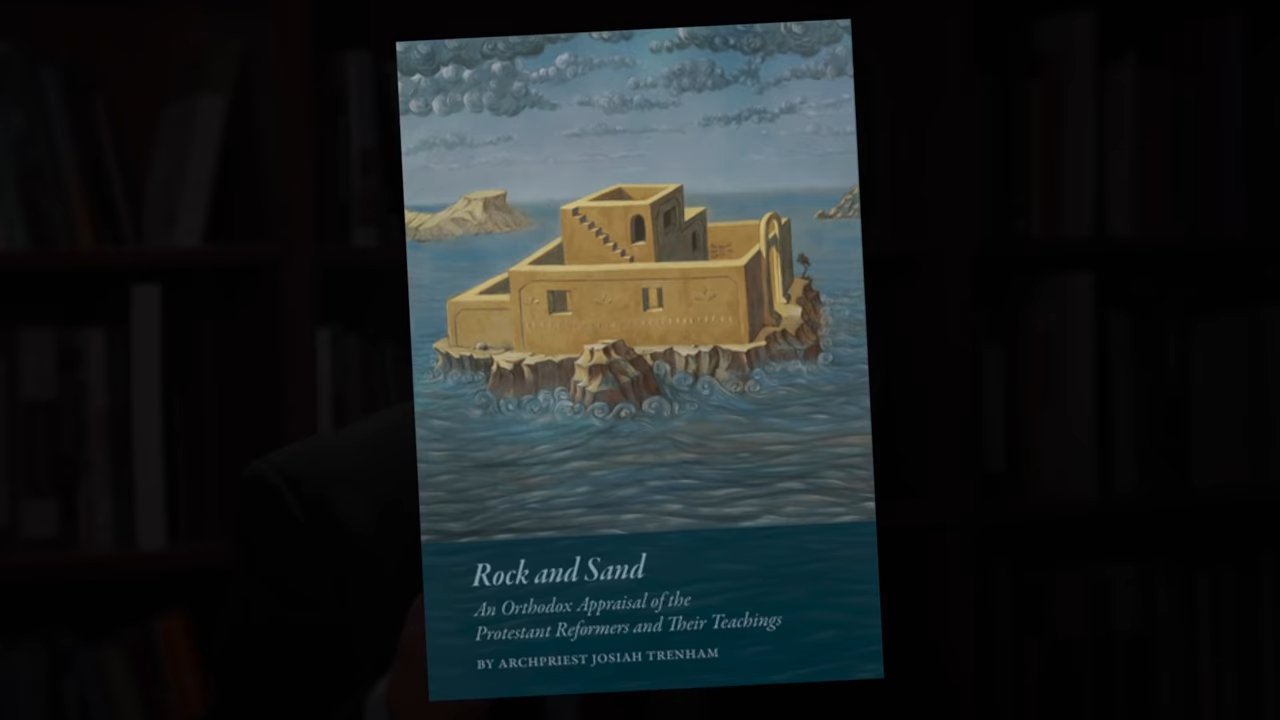 Rock and Sand
An Orthodox Appraisal of the
Protestant Reformers and Their Teachings
BY ARCHPRIEST JOSIAH TRENHAM